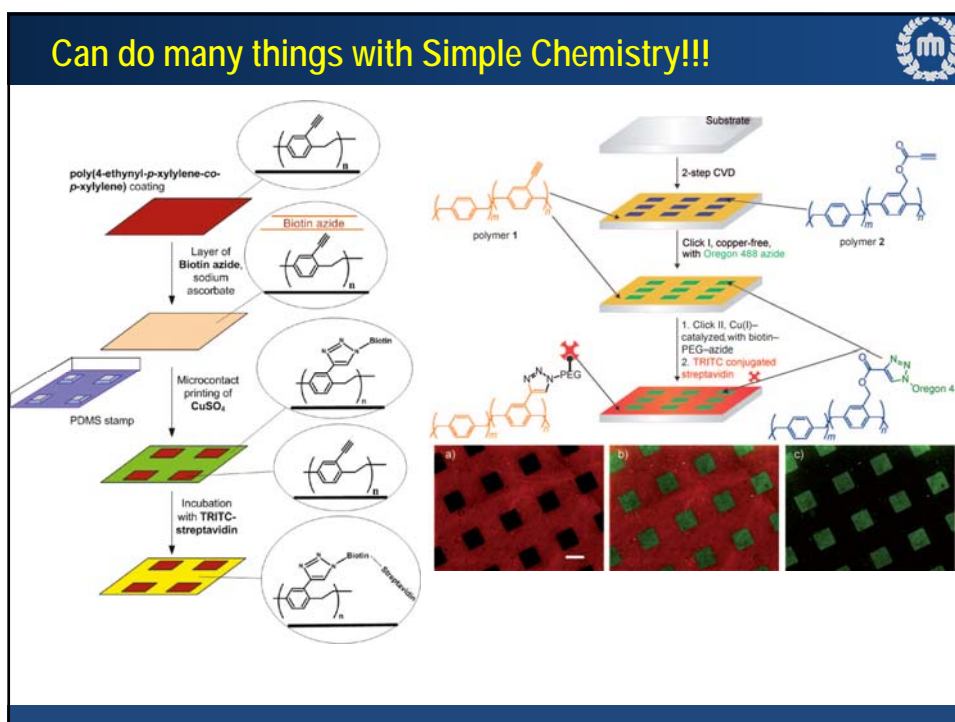 Can do many things with Simple Chemistry!!!
poly(4-ethynyl-p-xylylene-co-
p-xylylene) coating
n
Biotin azide
n
Layer of
Biotin azide,
sodium
ascorbate
N
N
N
Biotin
n
Microcontact
printing of
CuSO4
PDMS stamp
n
Incubation
with TRITC-
streptavidin
N
N
N
Biotin
Streptavidin
n
Substrate
2-step CVD
m
n
polymer 1
O
O
m
n
polymer 2
Click I, copper-free,
with Oregon 488 azide
1. Click II, Cu(I)–
catalyzed, with biotin–
PEG–azide
2. TRITC conjugated
streptavidin
N
N
N
PEG
m
n
O
O
N
N
N
Oregon 4
m
n
a)
b)
c)